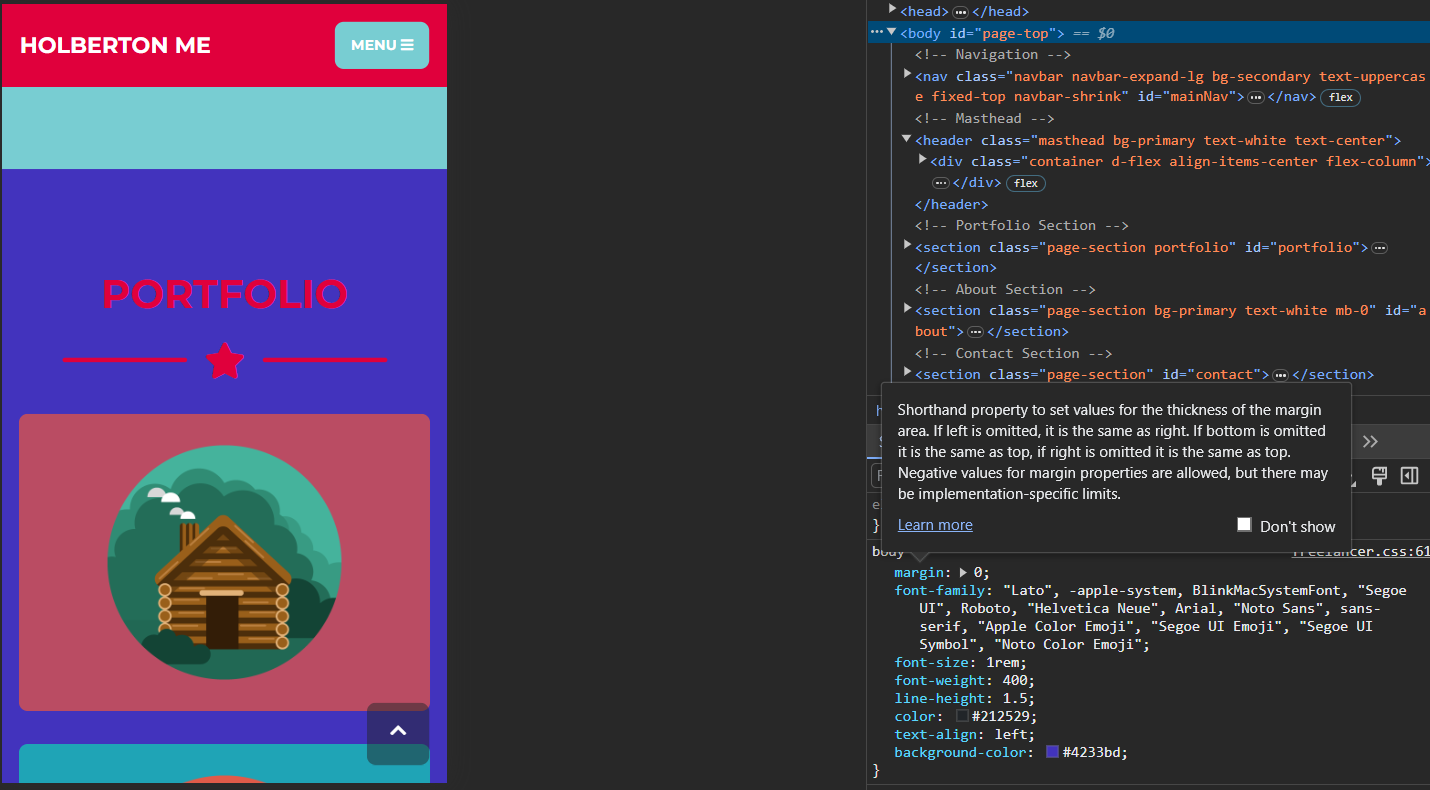 HOLBERTON ME
MENU
PORTFOLIO
<head> ••• </head>
••• <body id="page-top"> == $0
<!-- Navigation -->
<nav class="navbar navbar-expand-lg bg-secondary text-uppercas
e fixed-top navbar-shrink" id="mainNav"> ••• </nav> flex
<!-- Masthead -->
<header class="masthead bg-primary text-white text-center">
<div class="container d-flex align-items-center flex-column">
••• </div> flex
</header>
<!-- Portfolio Section -->
<section class="page-section portfolio" id="portfolio"> •••
</section>
<!-- About Section -->
<section class="page-section bg-primary text-white mb-0" id="a
bout"> ••• </section>
<!-- Contact Section -->
<section class="page-section" id="contact"> ••• </section>
Shorthand property to set values for the thickness of the margin
area. If left is omitted, it is the same as right. If bottom is omitted
it is the same as top, if right is omitted it is the same as top.
Negative values for margin properties are allowed, but there may
be implementation-specific limits.
Learn more
Don't show
}
body
freelancer.css:61
margin: 0;
font-family: "Lato", -apple-system, BlinkMacSystemFont, "Segoe
UI", Roboto, "Helvetica Neue", Arial, "Noto Sans", sans-
serif, "Apple Color Emoji", "Segoe UI Emoji", "Segoe UI
Symbol", "Noto Color Emoji";
font-size: 1rem;
font-weight: 400;
line-height: 1.5;
color: #212529;
text-align: left;
background-color: #4233bd;
}